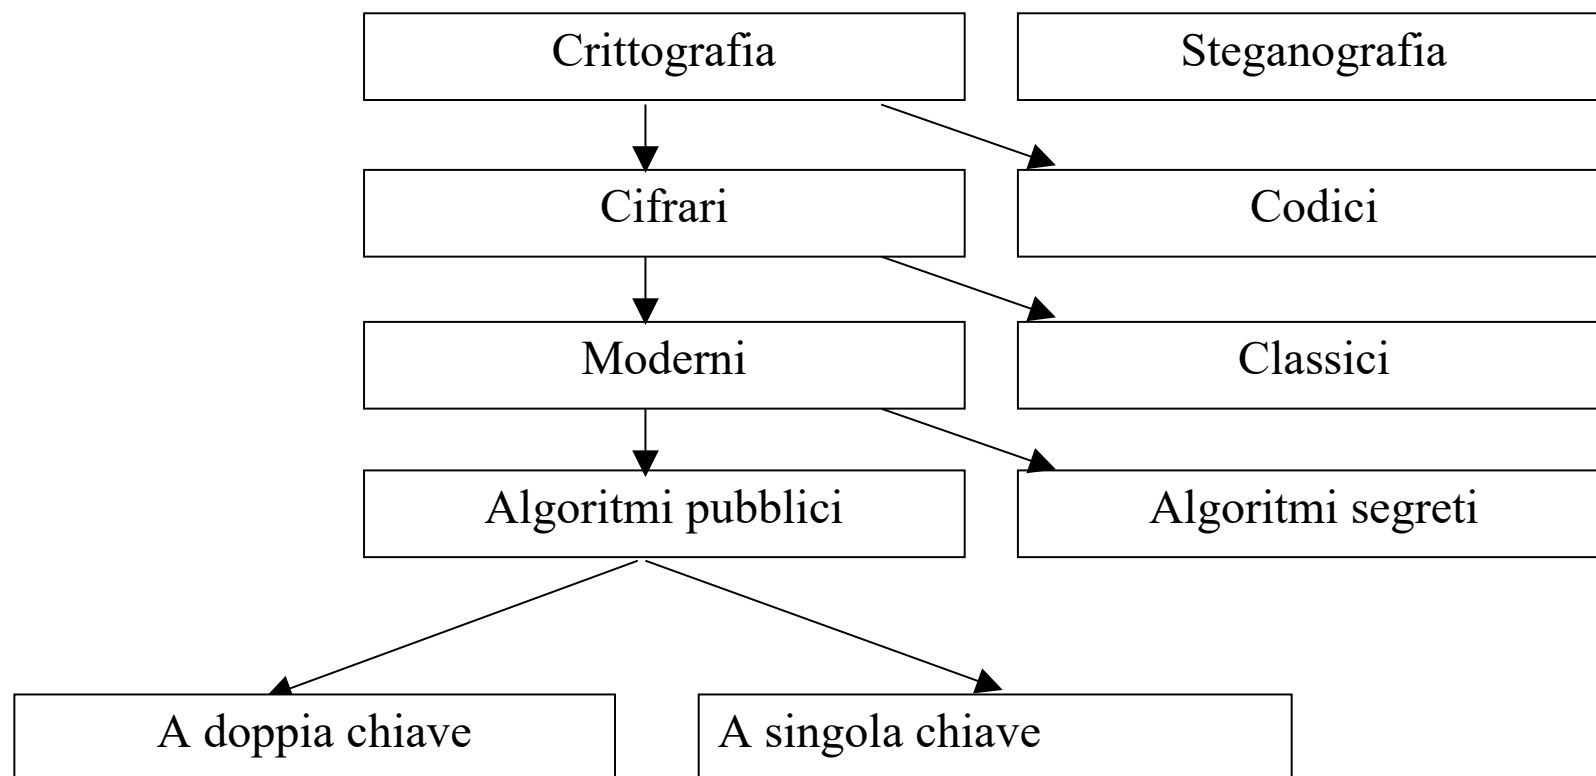 Crittografia
Steganografia
Cifrari
Codici
Moderni
Classici
Algoritmi pubblici
Algoritmi segreti
A doppia chiave
A singola chiave